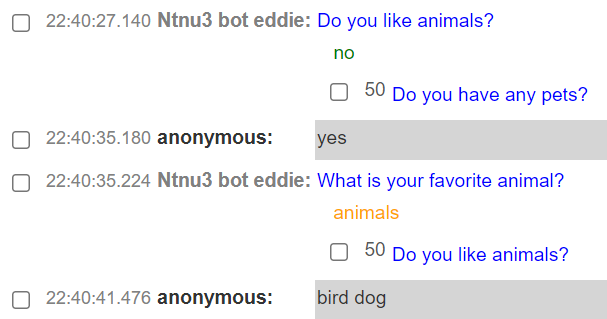 22:40:27.140 Ntnu3 bot eddie: Do you like animals?
no
50 Do you have any pets?
22:40:35.180 anonymous: yes
22:40:35.224 Ntnu3 bot eddie: What is your favorite animal?
animals
50 Do you like animals?
22:40:41.476 anonymous: bird dog